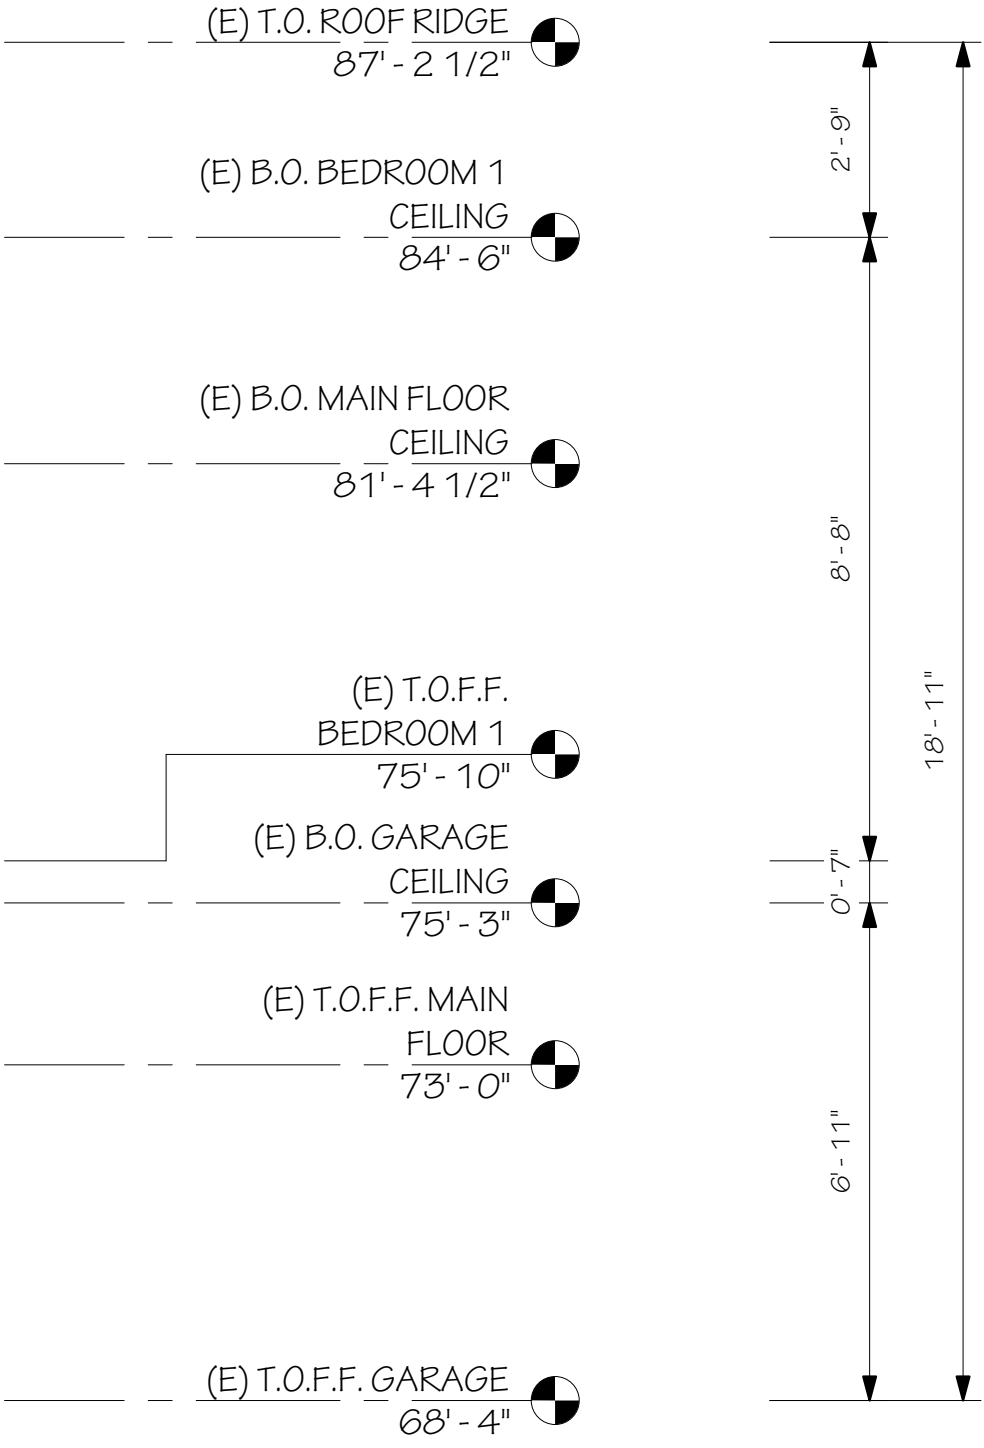 (E) T.O. ROOF RIDGE
87' - 2 1/2"
2' - 9"
(E) B.O. BEDROOM 1
CEILING
84' - 6"
(E) B.O. MAIN FLOOR
CEILING
81' - 4 1/2"
8' - 8"
18' - 11"
(E) T.O.F.F.
BEDROOM 1
75' - 10"
(E) B.O. GARAGE
CEILING
75' - 3"
0' - 7"
(E) T.O.F.F. MAIN
FLOOR
73' - 0"
6' - 11"
(E) T.O.F.F. GARAGE
68' - 4"